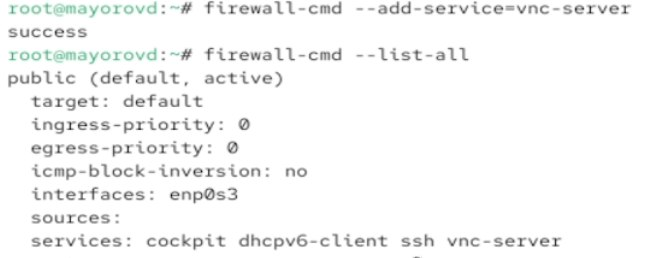 root@mayorovd:~# firewall-cmd --add-service=vnc-server
success
root@mayorovd:~# firewall-cmd --list-all
public (default, active)
  target: default
  ingress-priority: 0
  egress-priority: 0
  icmp-block-inversion: no
  interfaces: enp0s3
  sources:
  services: cockpit dhcpv6-client ssh vnc-server